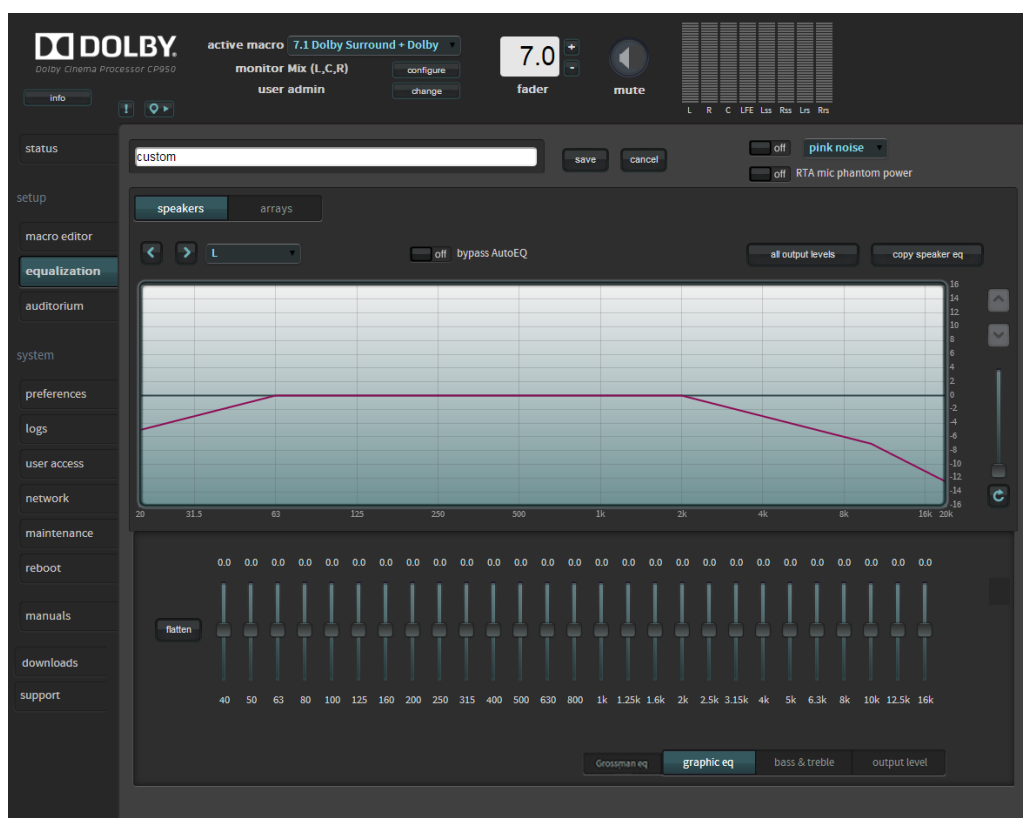 DOLBY.
Dolby Cinema Processor CP950
info
active macro 7.1 Dolby Surround + Dolby
monitor Mix (L,C,R) configure
user admin change
7.0 + -
fader
mute
L R C LFE Lss Rss Lrs Rrs
!
status
setup
macro editor
equalization
auditorium
system
preferences
logs
user access
network
maintenance
reboot
manuals
downloads
support
custom
save cancel
off pink noise
off RTA mic phantom power
speakers arrays
L
off bypass AutoEQ
all output levels copy speaker eq
16
14
12
10
8
6
4
2
0
-2
-4
-6
-8
-10
-12
-14
-16
20 31.5 63 125 250 500 1k 2k 4k 8k 16k 20k
0.0 0.0 0.0 0.0 0.0 0.0 0.0 0.0 0.0 0.0 0.0 0.0 0.0 0.0 0.0 0.0 0.0 0.0 0.0 0.0 0.0 0.0 0.0 0.0 0.0 0.0 0.0
flatten
40 50 63 80 100 125 160 200 250 315 400 500 630 800 1k 1.25k 1.6k 2k 2.5k 3.15k 4k 5k 6.3k 8k 10k 12.5k 16k
Grossman eq graphic eq bass & treble output level